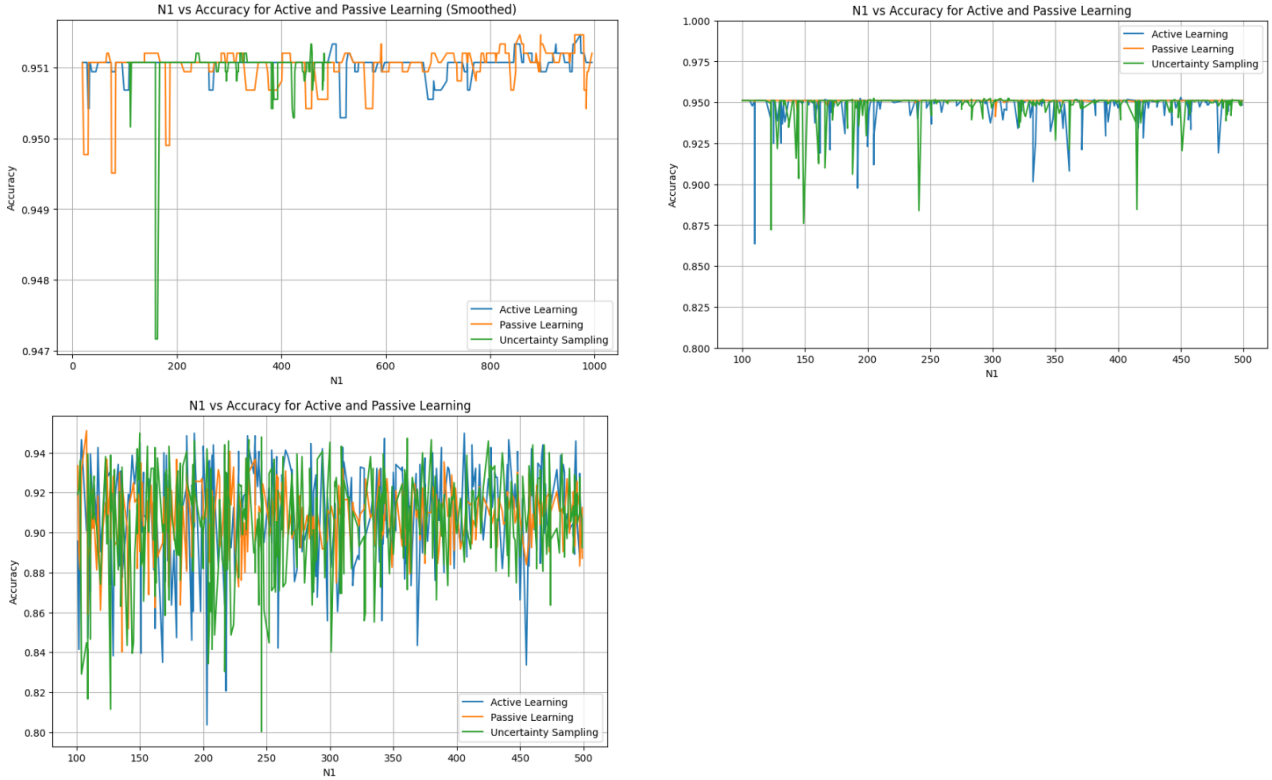 N1 vs Accuracy for Active and Passive Learning (Smoothed)
Accuracy
0.951
0.950
0.949
0.948
0.947
0
200
400
600
800
1000
N1
Active Learning
Passive Learning
Uncertainty Sampling
N1 vs Accuracy for Active and Passive Learning
Accuracy
1.000
0.975
0.950
0.925
0.900
0.875
0.850
0.825
0.800
Active Learning
Passive Learning
Uncertainty Sampling
100
150
200
250
300
350
400
450
500
N1
N1 vs Accuracy for Active and Passive Learning
Accuracy
0.94
0.92
0.90
0.88
0.86
0.84
0.82
0.80
Active Learning
Passive Learning
Uncertainty Sampling
100
150
200
250
300
350
400
450
500
N1